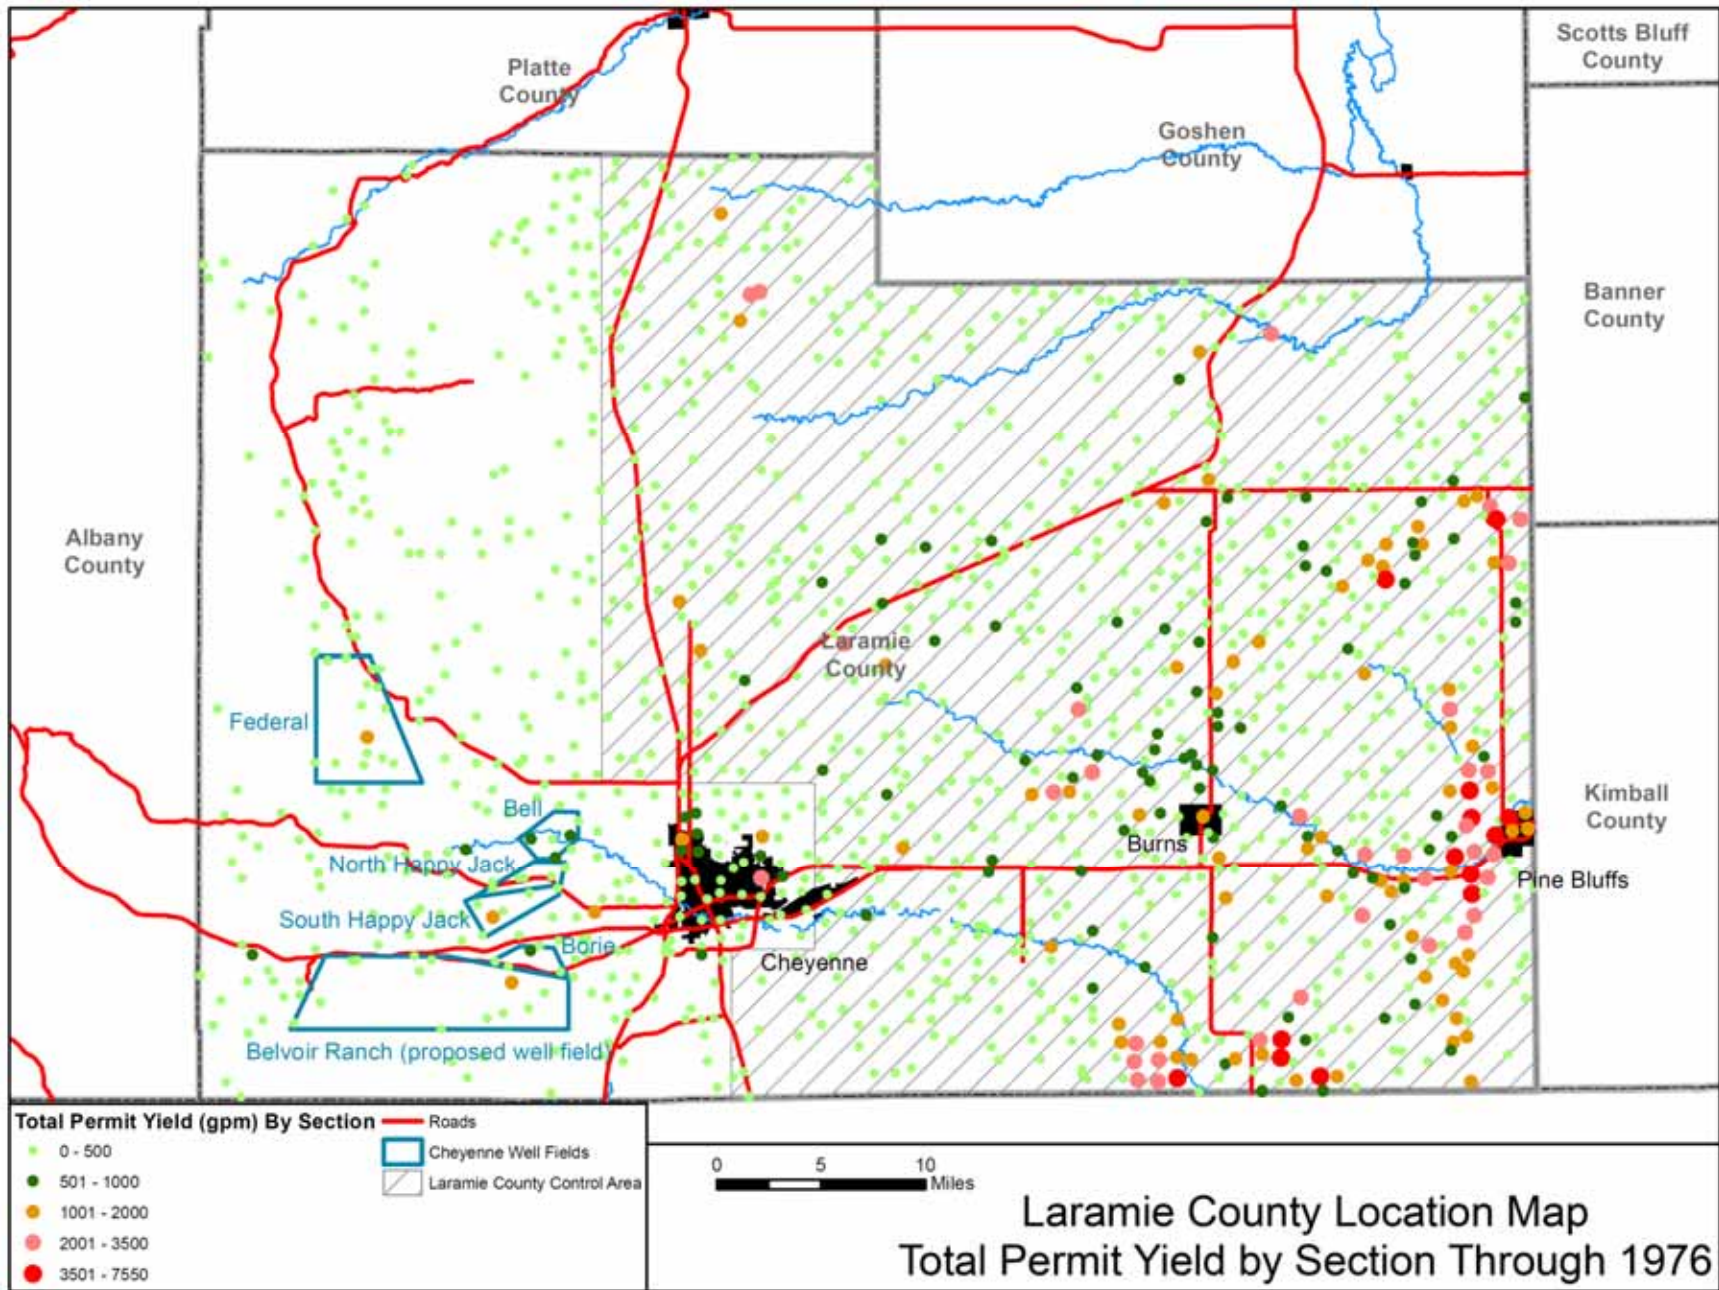 Scotts Bluff
County
Platte
County
Goshen
County
Banner
County
Albany
County
Laramie
County
Federal
Bell
Kimball
County
North Happy Jack
Burns
Pine Bluffs
South Happy Jack
Borie
Cheyenne
Belvoir Ranch (proposed well field)
Total Permit Yield (gpm) By Section
0 - 500
501 - 1000
1001 - 2000
2001 - 3500
3501 - 7550
Roads
Cheyenne Well Fields
Laramie County Control Area
0 5 10
Miles
Laramie County Location Map
Total Permit Yield by Section Through 1976